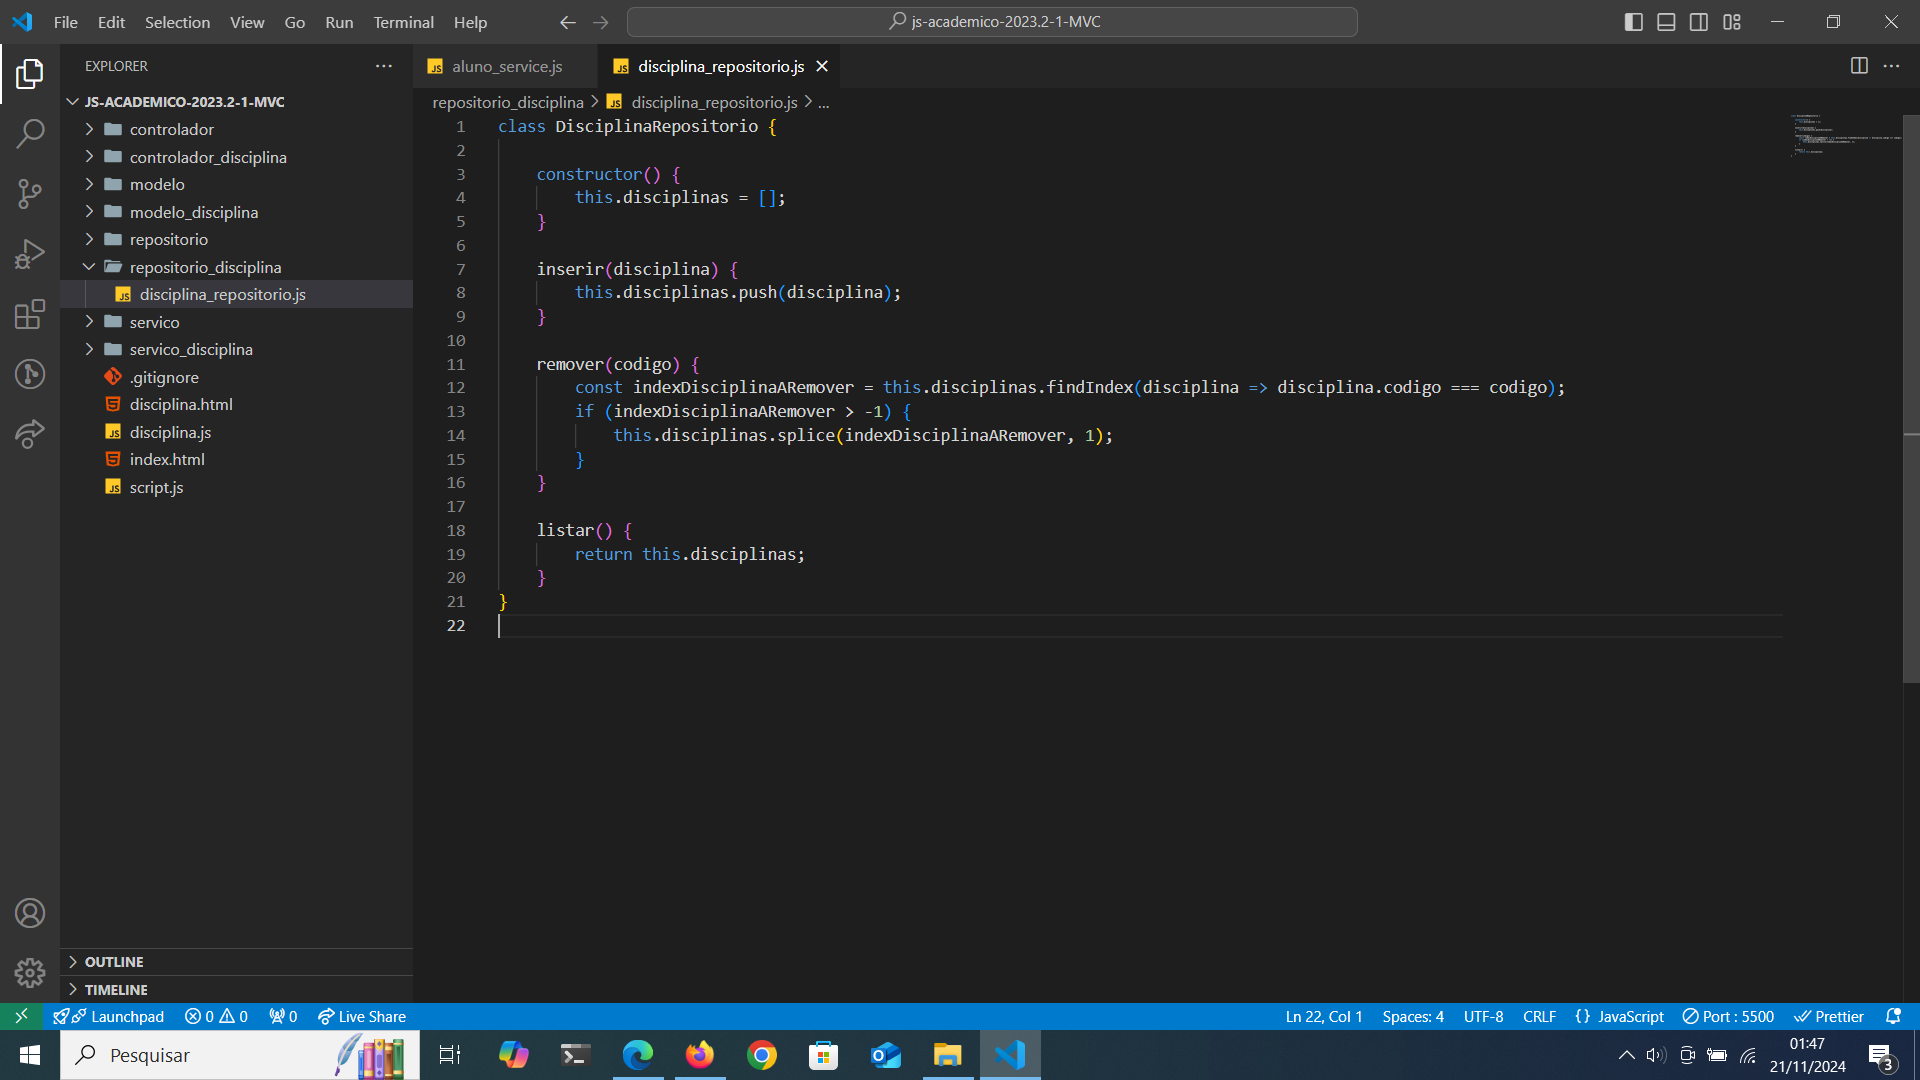 File Edit Selection View Go Run Terminal Help
js-academico-2023.2-1-MVC
EXPLORER
JS-ACADEMICO-2023.2-1-MVC
controlador
controlador_disciplina
modelo
modelo_disciplina
repositorio
repositorio_disciplina
JS disciplina_repositorio.js
servico
servico_disciplina
.gitignore
disciplina.html
JS disciplina.js
index.html
JS script.js
OUTLINE
TIMELINE
JS aluno_service.js
JS disciplina_repositorio.js
repositorio_disciplina > JS disciplina_repositorio.js > ...
1 class DisciplinaRepositorio {
2
3     constructor() {
4         this.disciplinas = [];
5     }
6
7     inserir(disciplina) {
8         this.disciplinas.push(disciplina);
9     }
10
11     remover(codigo) {
12         const indexDisciplinaARemover = this.disciplinas.findIndex(disciplina => disciplina.codigo === codigo);
13         if (indexDisciplinaARemover > -1) {
14             this.disciplinas.splice(indexDisciplinaARemover, 1);
15         }
16     }
17
18     listar() {
19         return this.disciplinas;
20     }
21 }
22
Launchpad 0 0 0 Live Share Ln 22, Col 1 Spaces: 4 UTF-8 CRLF {} JavaScript Port : 5500 Prettier
Pesquisar
01:47
21/11/2024
3